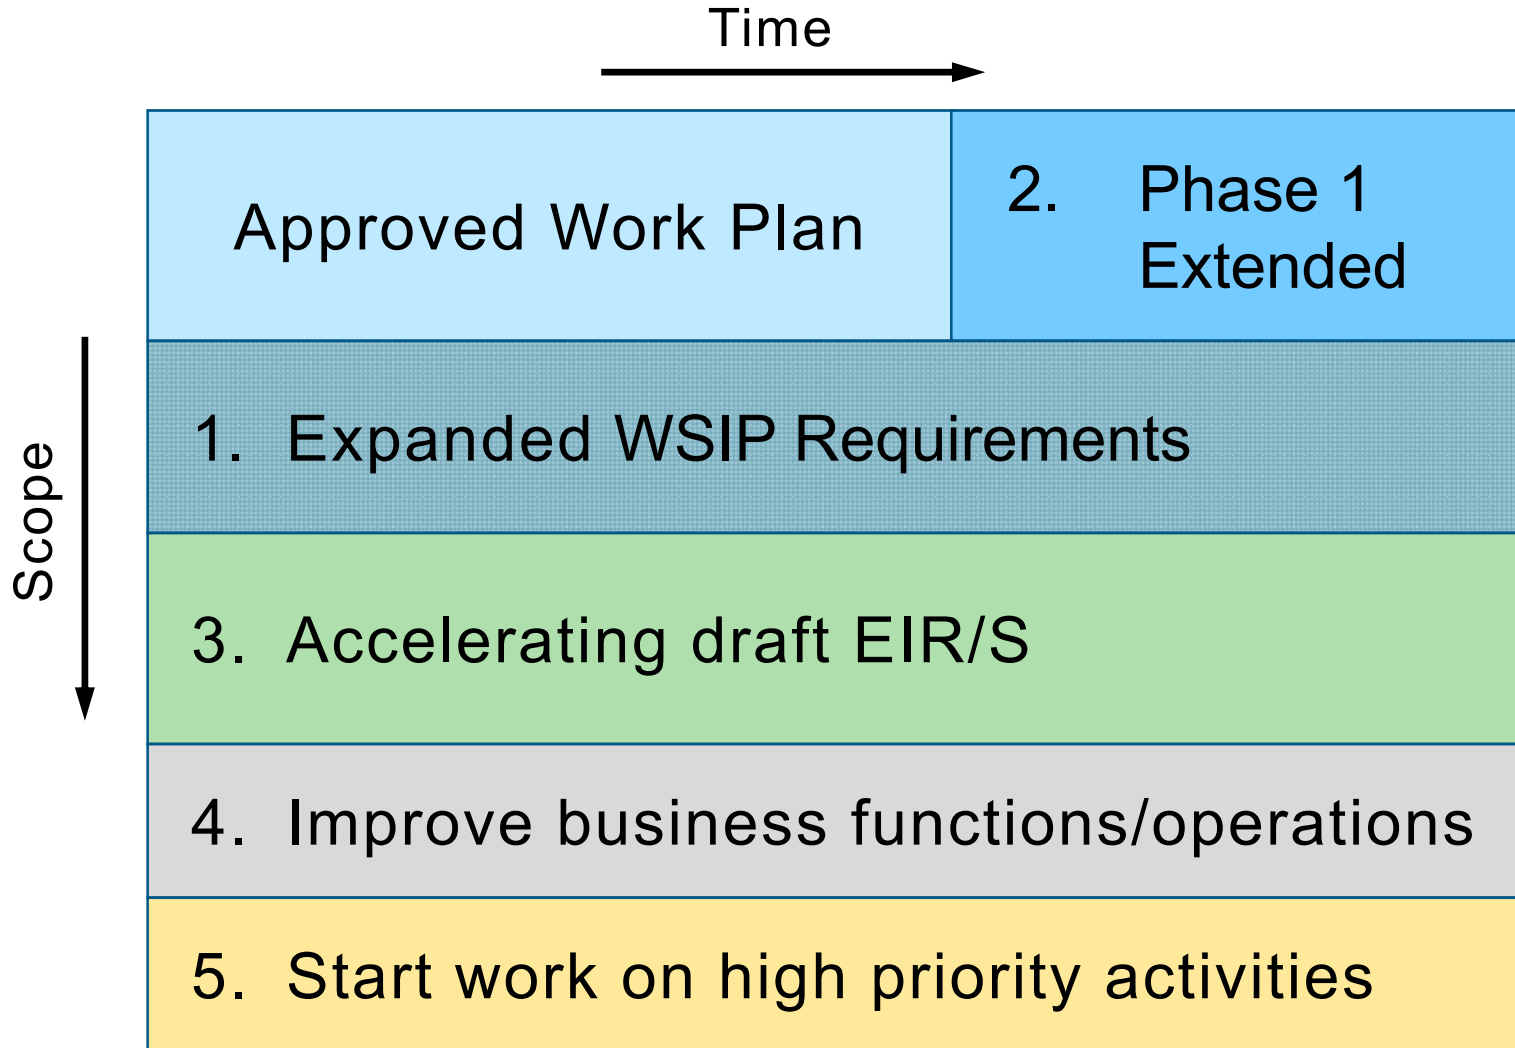 Time
Approved Work Plan
2. Phase 1
Extended
Scope
1. Expanded WSIP Requirements
3. Accelerating draft EIR/S
4. Improve business functions/operations
5. Start work on high priority activities